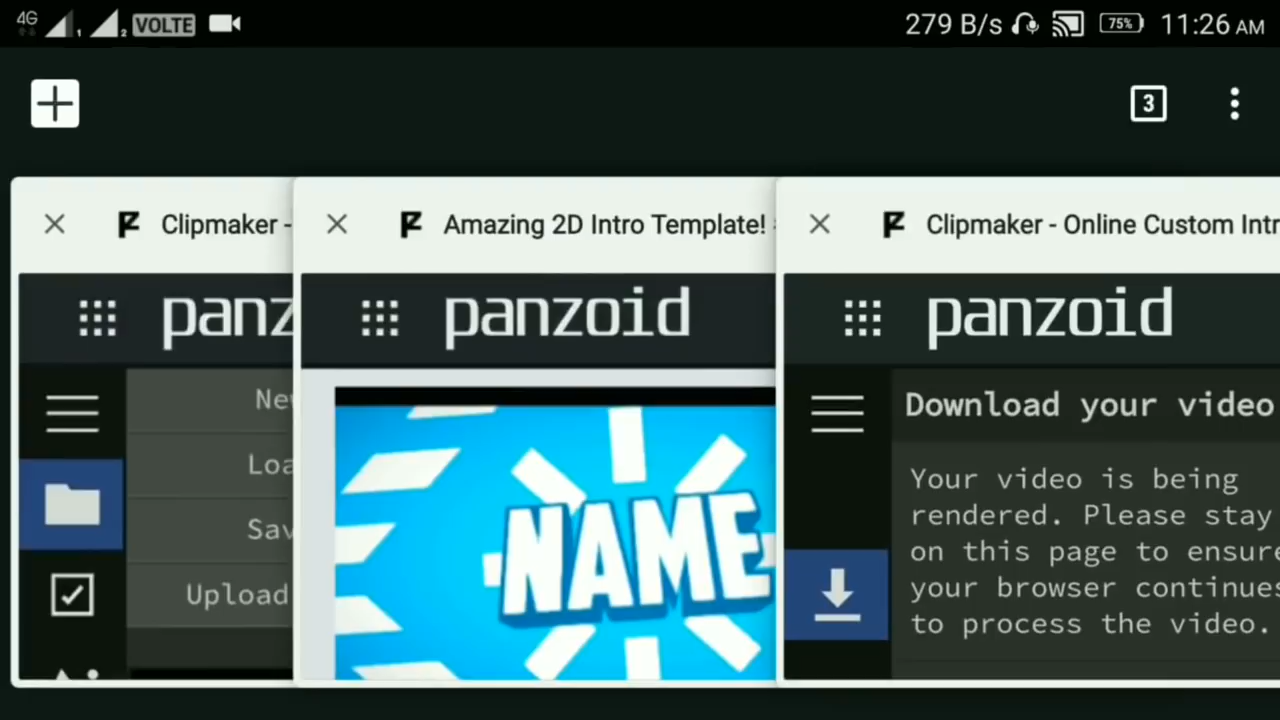 4G 1 2 VOLTE 279 B/s 75% 11:26 AM
3
Clipmaker -
Amazing 2D Intro Template!
Clipmaker - Online Custom Intr
panz
panzoid
panzoid
Ne
Loa
Sav
Upload
NAME
Download your video
Your video is being
rendered. Please stay
on this page to ensure
your browser continues
to process the video.